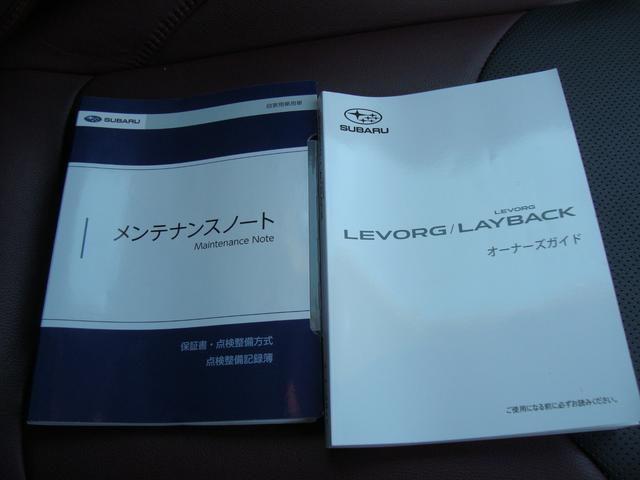 SUBARU
自家用乗用車
メンテナンスノート
Maintenance Note
保証書・点検整備方式
点検整備記録簿
SUBARU
LEVORG
LEVORG/LAYBACK
オーナーズガイド
ご使用になる前に必ずお読みください。